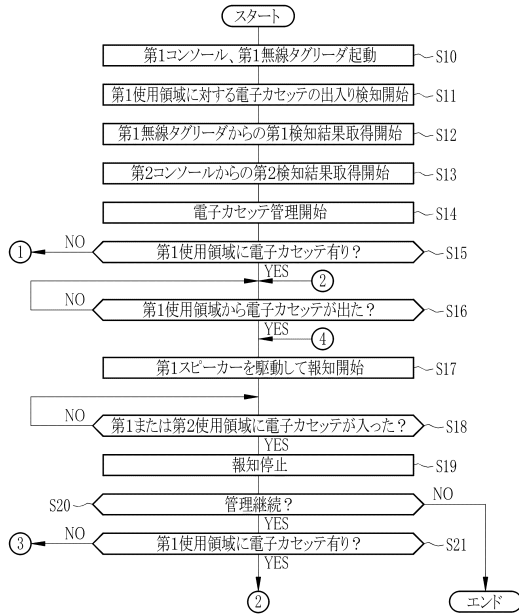 スタート
第1コンソール、第1無線タグリーダ起動 S10
第1使用領域に対する電子カセッテの出入り検知開始 S11
第1無線タグリーダからの第1検知結果取得開始 S12
第2コンソールからの第2検知結果取得開始 S13
電子カセッテ管理開始 S14
1 NO 第1使用領域に電子カセッテ有り? S15
YES 2
NO 第1使用領域から電子カセッテが出た? S16
YES 4
第1スピーカーを駆動して報知開始 S17
NO 第1または第2使用領域に電子カセッテが入った? S18
YES
報知停止 S19
S20 管理継続? NO
YES
3 NO 第1使用領域に電子カセッテ有り? S21
YES
2 エンド